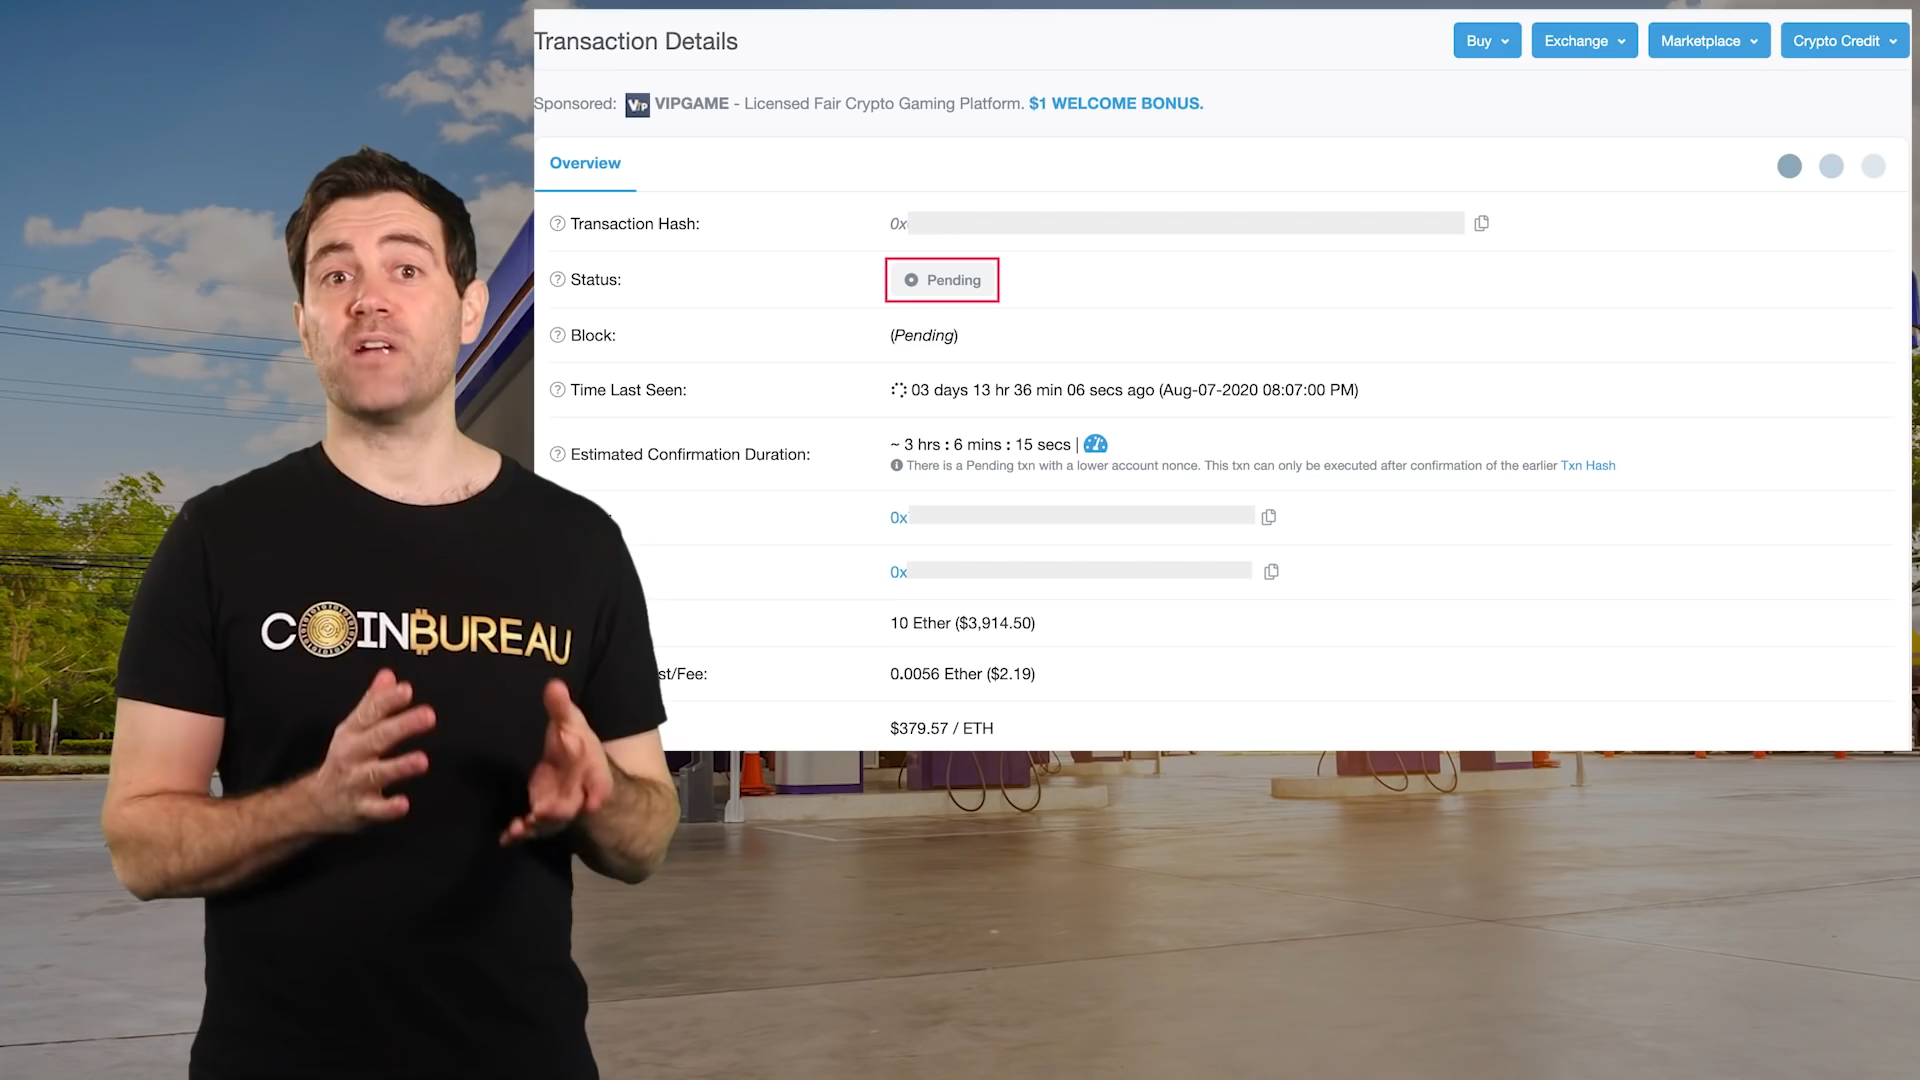 Transaction Details
Buy
Exchange
Marketplace
Crypto Credit
Sponsored: VIP VIPGAME - Licensed Fair Crypto Gaming Platform. $1 WELCOME BONUS.
Overview
Transaction Hash: 0x
Status: Pending
Block: (Pending)
Time Last Seen: 03 days 13 hr 36 min 06 secs ago (Aug-07-2020 08:07:00 PM)
Estimated Confirmation Duration: ~ 3 hrs : 6 mins : 15 secs |
There is a Pending txn with a lower account nonce. This txn can only be executed after confirmation of the earlier Txn Hash
0x
0x
10 Ether ($3,914.50)
st/Fee: 0.0056 Ether ($2.19)
$379.57 / ETH
COINBUREAU